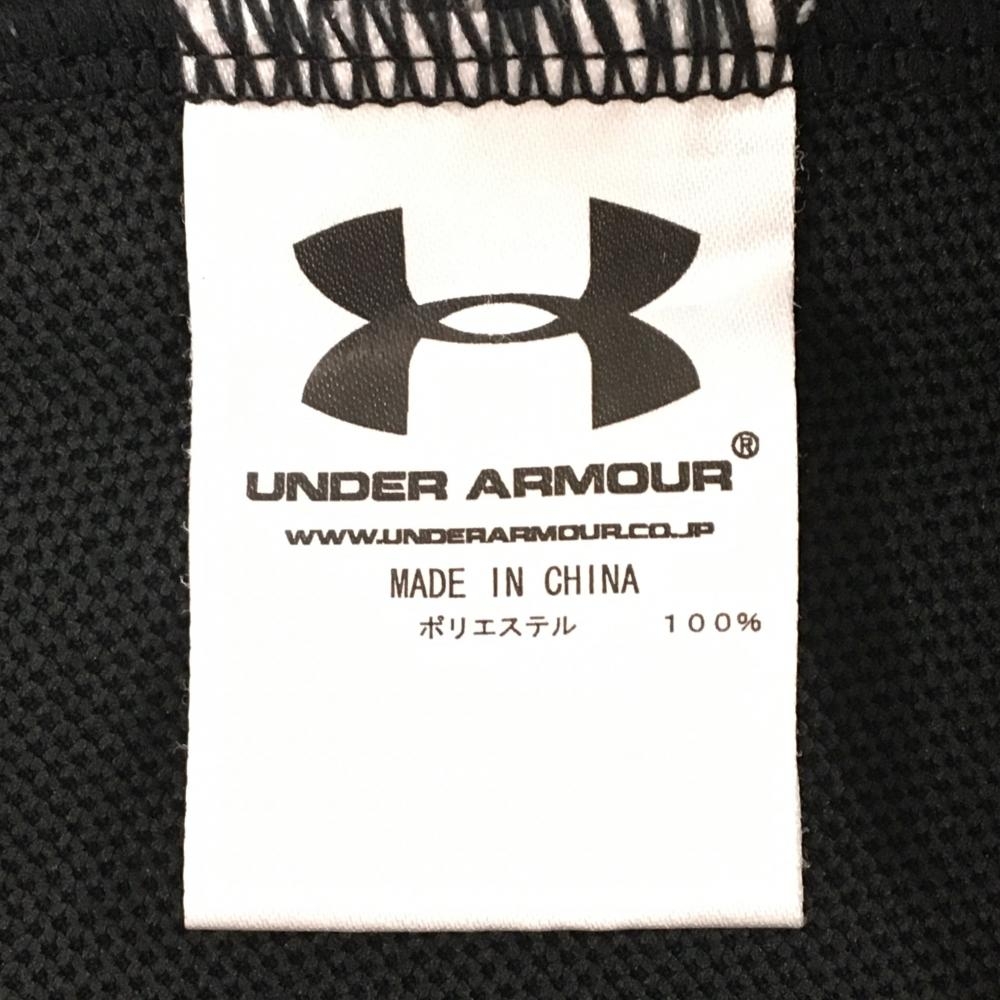 UNDER ARMOUR®
WWW.UNDERARMOUR.CO.JP
MADE IN CHINA
ポリエステル　　１００％